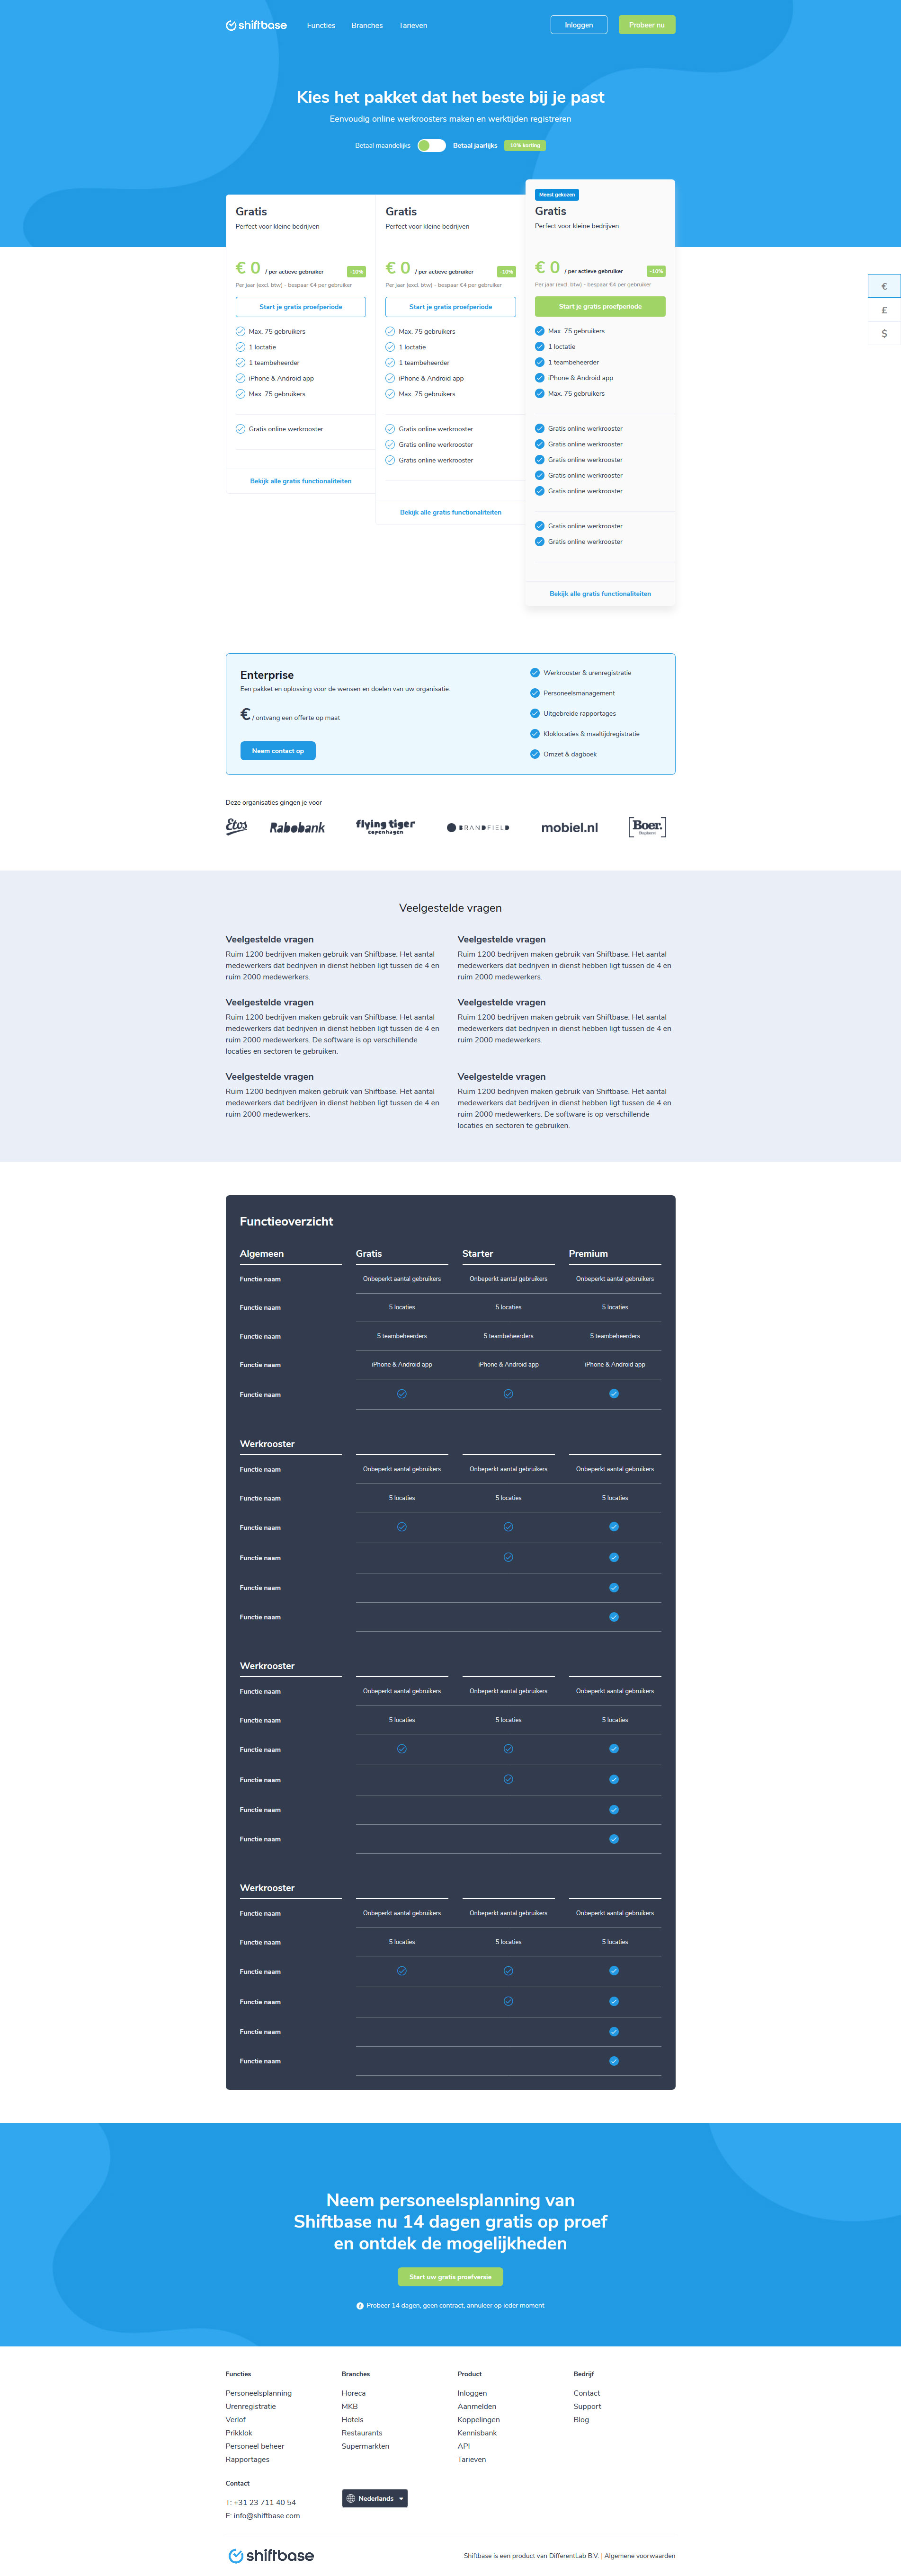 shiftbase
Functies
Branches
Tarieven
Inloggen
Probeer nu
Kies het pakket dat het beste bij je past
Eenvoudig online werkroosters maken en werktijden registreren
Betaal maandelijks
Betaal jaarlijks
10% korting
Gratis
Perfect voor kleine bedrijven
€ 0 / per actieve gebruiker
-10%
Per jaar (excl. btw) - bespaar €4 per gebruiker
Start je gratis proefperiode
Max. 75 gebruikers
1 loctatie
1 teambeheerder
iPhone & Android app
Max. 75 gebruikers
Gratis online werkrooster
Bekijk alle gratis functionaliteiten
Gratis
Perfect voor kleine bedrijven
€ 0 / per actieve gebruiker
-10%
Per jaar (excl. btw) - bespaar €4 per gebruiker
Start je gratis proefperiode
Max. 75 gebruikers
1 loctatie
1 teambeheerder
iPhone & Android app
Max. 75 gebruikers
Gratis online werkrooster
Gratis online werkrooster
Gratis online werkrooster
Bekijk alle gratis functionaliteiten
Meest gekozen
Gratis
Perfect voor kleine bedrijven
€ 0 / per actieve gebruiker
-10%
Per jaar (excl. btw) - bespaar €4 per gebruiker
Start je gratis proefperiode
Max. 75 gebruikers
1 loctatie
1 teambeheerder
iPhone & Android app
Max. 75 gebruikers
Gratis online werkrooster
Gratis online werkrooster
Gratis online werkrooster
Gratis online werkrooster
Gratis online werkrooster
Gratis online werkrooster
Gratis online werkrooster
Bekijk alle gratis functionaliteiten
€
£
$
Enterprise
Een pakket en oplossing voor de wensen en doelen van uw organisatie.
€ / ontvang een offerte op maat
Neem contact op
Werkrooster & urenregistratie
Personeelsmanagement
Uitgebreide rapportages
Kloklocaties & maaltijdregistratie
Omzet & dagboek
Deze organisaties gingen je voor
Etos
Rabobank
flying tiger
copenhagen
BRANDFIELD
mobiel.nl
Boer.
Veelgestelde vragen
Veelgestelde vragen
Ruim 1200 bedrijven maken gebruik van Shiftbase. Het aantal
medewerkers dat bedrijven in dienst hebben ligt tussen de 4 en
ruim 2000 medewerkers.
Veelgestelde vragen
Ruim 1200 bedrijven maken gebruik van Shiftbase. Het aantal
medewerkers dat bedrijven in dienst hebben ligt tussen de 4 en
ruim 2000 medewerkers.
Veelgestelde vragen
Ruim 1200 bedrijven maken gebruik van Shiftbase. Het aantal
medewerkers dat bedrijven in dienst hebben ligt tussen de 4 en
ruim 2000 medewerkers. De software is op verschillende
locaties en sectoren te gebruiken.
Veelgestelde vragen
Ruim 1200 bedrijven maken gebruik van Shiftbase. Het aantal
medewerkers dat bedrijven in dienst hebben ligt tussen de 4 en
ruim 2000 medewerkers.
Veelgestelde vragen
Ruim 1200 bedrijven maken gebruik van Shiftbase. Het aantal
medewerkers dat bedrijven in dienst hebben ligt tussen de 4 en
ruim 2000 medewerkers.
Veelgestelde vragen
Ruim 1200 bedrijven maken gebruik van Shiftbase. Het aantal
medewerkers dat bedrijven in dienst hebben ligt tussen de 4 en
ruim 2000 medewerkers. De software is op verschillende
locaties en sectoren te gebruiken.
Functieoverzicht
Algemeen Gratis Starter Premium
Functie naam Onbeperkt aantal gebruikers Onbeperkt aantal gebruikers Onbeperkt aantal gebruikers
Functie naam 5 locaties 5 locaties 5 locaties
Functie naam 5 teambeheerders 5 teambeheerders 5 teambeheerders
Functie naam iPhone & Android app iPhone & Android app iPhone & Android app
Functie naam
Werkrooster
Functie naam Onbeperkt aantal gebruikers Onbeperkt aantal gebruikers Onbeperkt aantal gebruikers
Functie naam 5 locaties 5 locaties 5 locaties
Functie naam
Functie naam
Functie naam
Functie naam
Werkrooster
Functie naam Onbeperkt aantal gebruikers Onbeperkt aantal gebruikers Onbeperkt aantal gebruikers
Functie naam 5 locaties 5 locaties 5 locaties
Functie naam
Functie naam
Functie naam
Functie naam
Werkrooster
Functie naam Onbeperkt aantal gebruikers Onbeperkt aantal gebruikers Onbeperkt aantal gebruikers
Functie naam 5 locaties 5 locaties 5 locaties
Functie naam
Functie naam
Functie naam
Functie naam
Neem personeelsplanning van
Shiftbase nu 14 dagen gratis op proef
en ontdek de mogelijkheden
Start uw gratis proefversie
Probeer 14 dagen, geen contract, annuleer op ieder moment
Functies
Personeelsplanning
Urenregistratie
Verlof
Prikklok
Personeel beheer
Rapportages
Branches
Horeca
MKB
Hotels
Restaurants
Supermarkten
Product
Inloggen
Aanmelden
Koppelingen
Kennisbank
API
Tarieven
Bedrijf
Contact
Support
Blog
Contact
T: +31 23 711 40 54
E: info@shiftbase.com
Nederlands
shiftbase
Shiftbase is een product van DifferentLab B.V. | Algemene voorwaarden